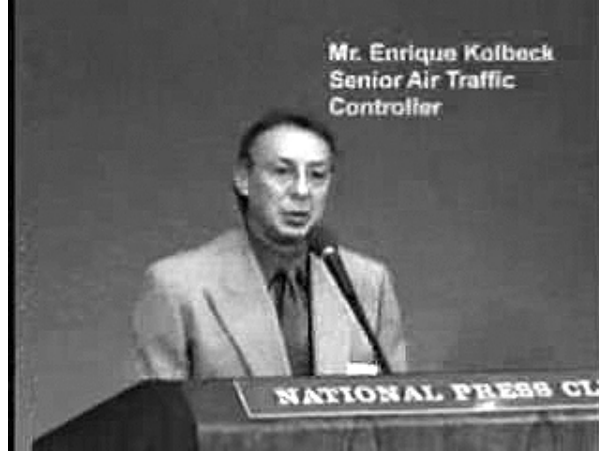 Mr. Enrique Kolbeck
Senior Air Traffic
Controller
NATIONAL PRESS CL